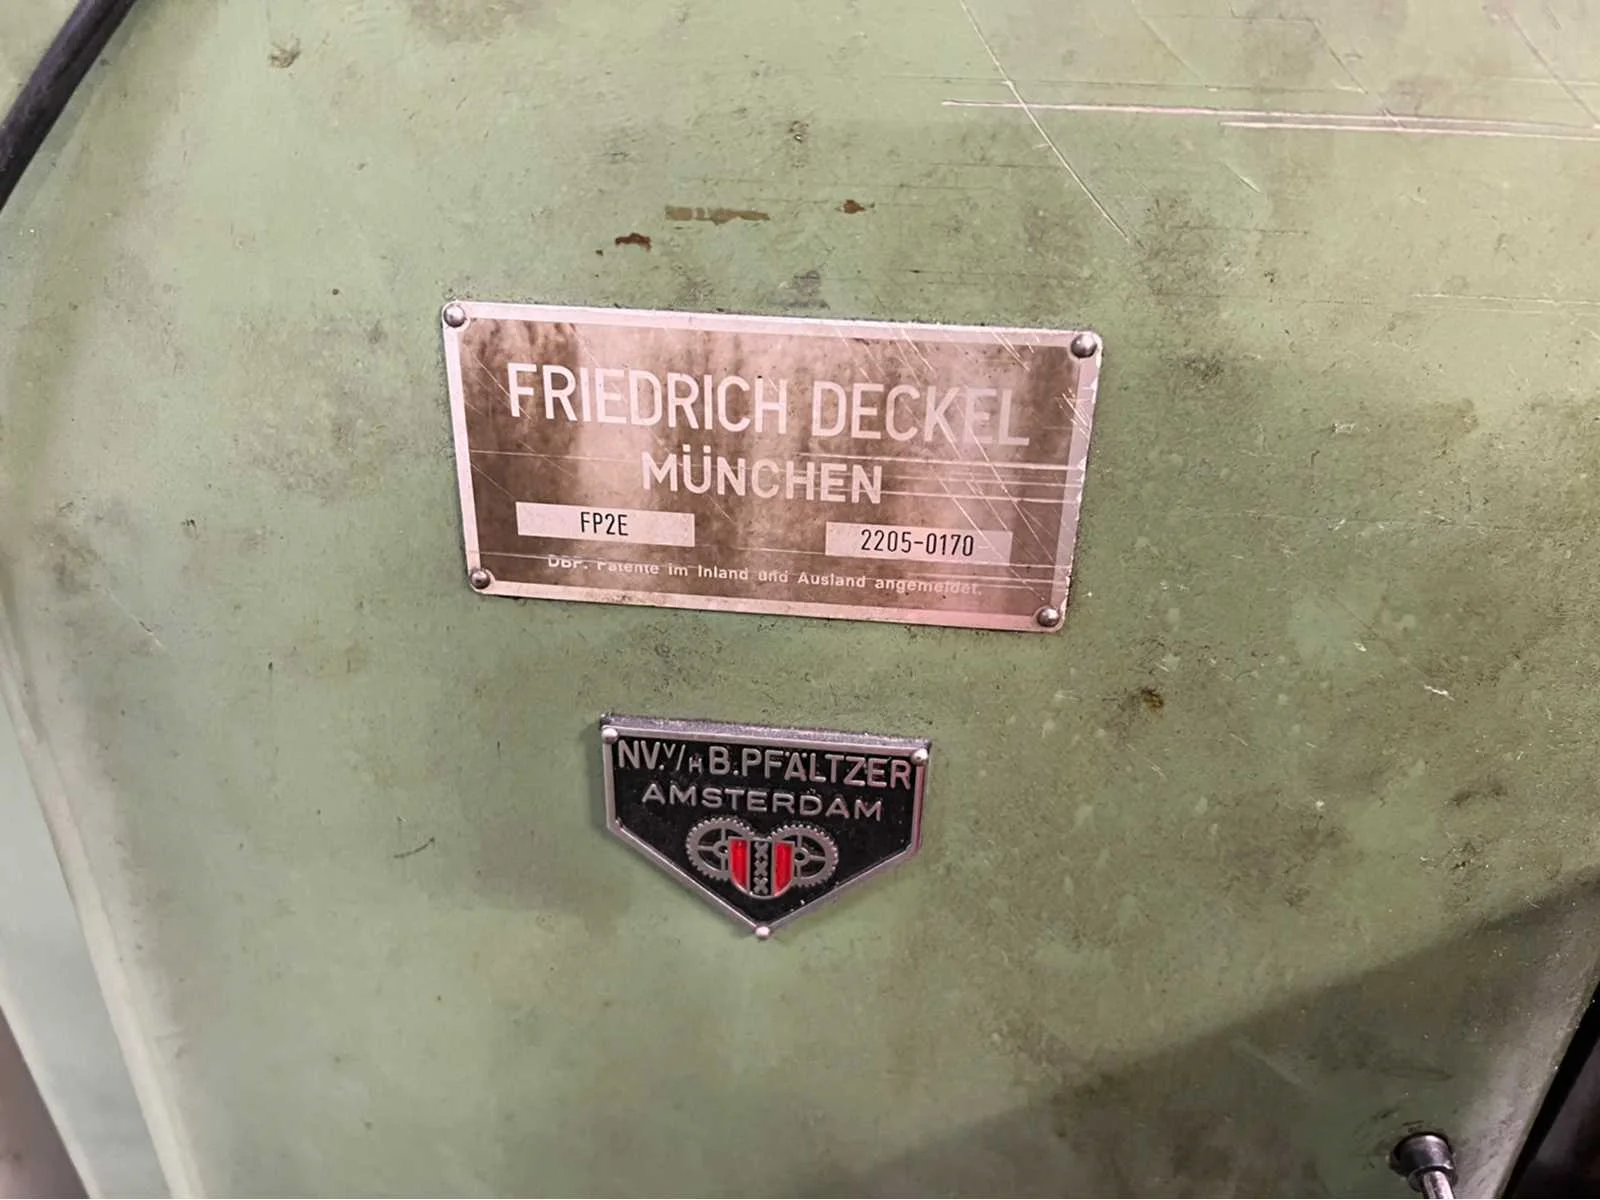 FRIEDRICH DECKEL
MÜNCHEN
FP2E 2205-0170
DBP. Patente im Inland und Ausland angemeldet.
NV. V/H B. PFÄLTZER
AMSTERDAM